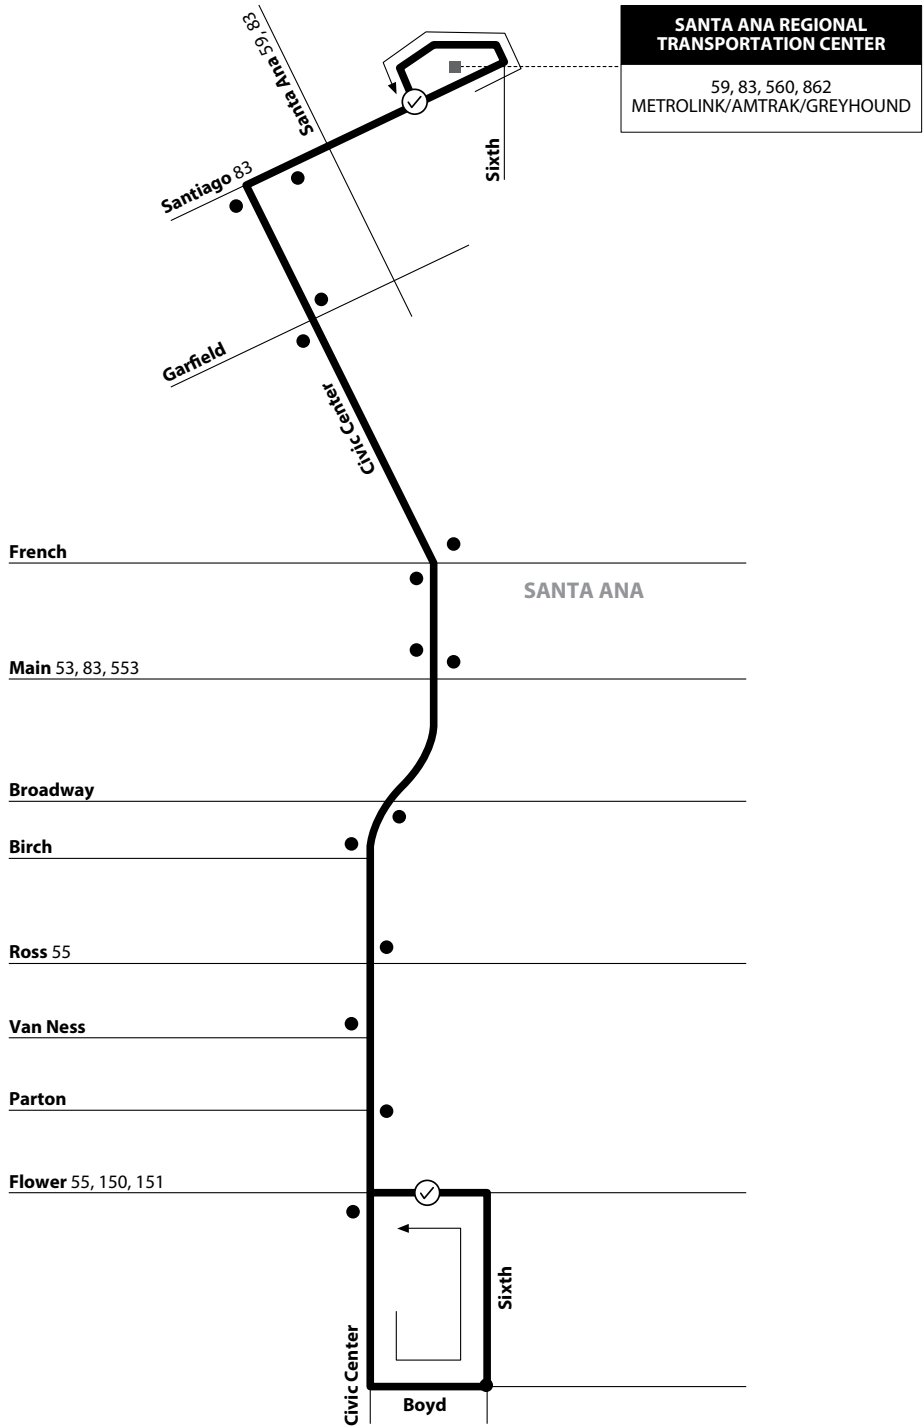 SANTA ANA REGIONAL
TRANSPORTATION CENTER
59, 83, 560, 862
METROLINK/AMTRAK/GREYHOUND
Santa Ana 59, 83
Sixth
Santiago 83
Garfield
Civic Center
French
SANTA ANA
Main 53, 83, 553
Broadway
Birch
Ross 55
Van Ness
Parton
Flower 55, 150, 151
Sixth
Civic Center
Boyd